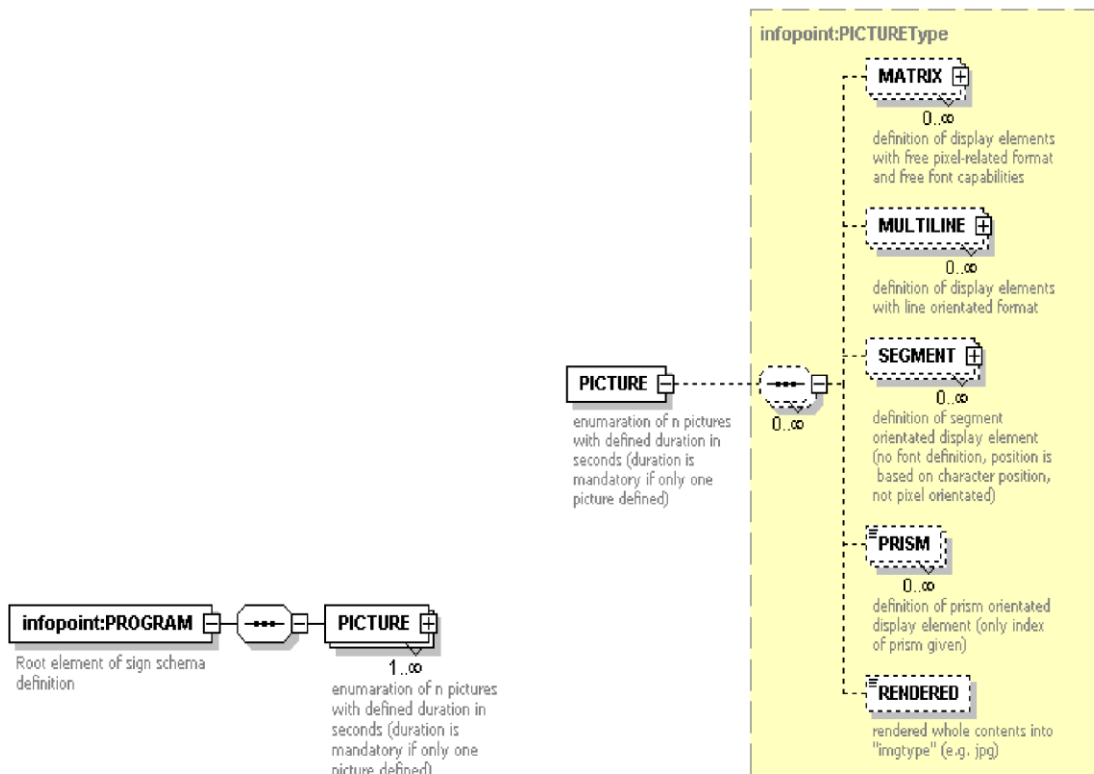 infopoint:PICTUREType
MATRIX
0..∞
definition of display elements
with free pixel-related format
and free font capabilities
MULTILINE
0..∞
definition of display elements
with line orientated format
SEGMENT
0..∞
definition of segment
orientated display element
(no font definition, position is
based on character position,
not pixel orientated)
PICTURE
0..∞
enumaration of n pictures
with defined duration in
seconds (duration is
mandatory if only one
picture defined)
PRISM
0..∞
definition of prism orientated
display element (only index
of prism given)
infopoint:PROGRAM
Root element of sign schema
definition
PICTURE
1..∞
enumaration of n pictures
with defined duration in
seconds (duration is
mandatory if only one
picture defined)
RENDERED
rendered whole contents into
"imgtype" (e.g. jpg)